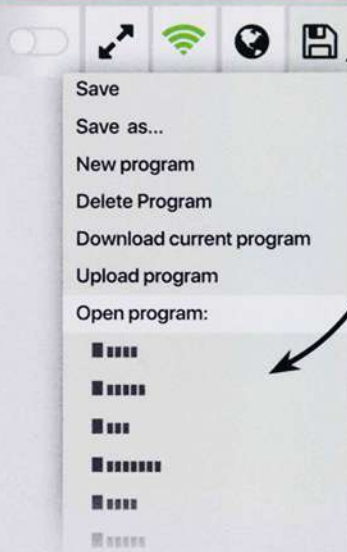 Save
Save as...
New program
Delete Program
Download current program
Upload program
Open program: